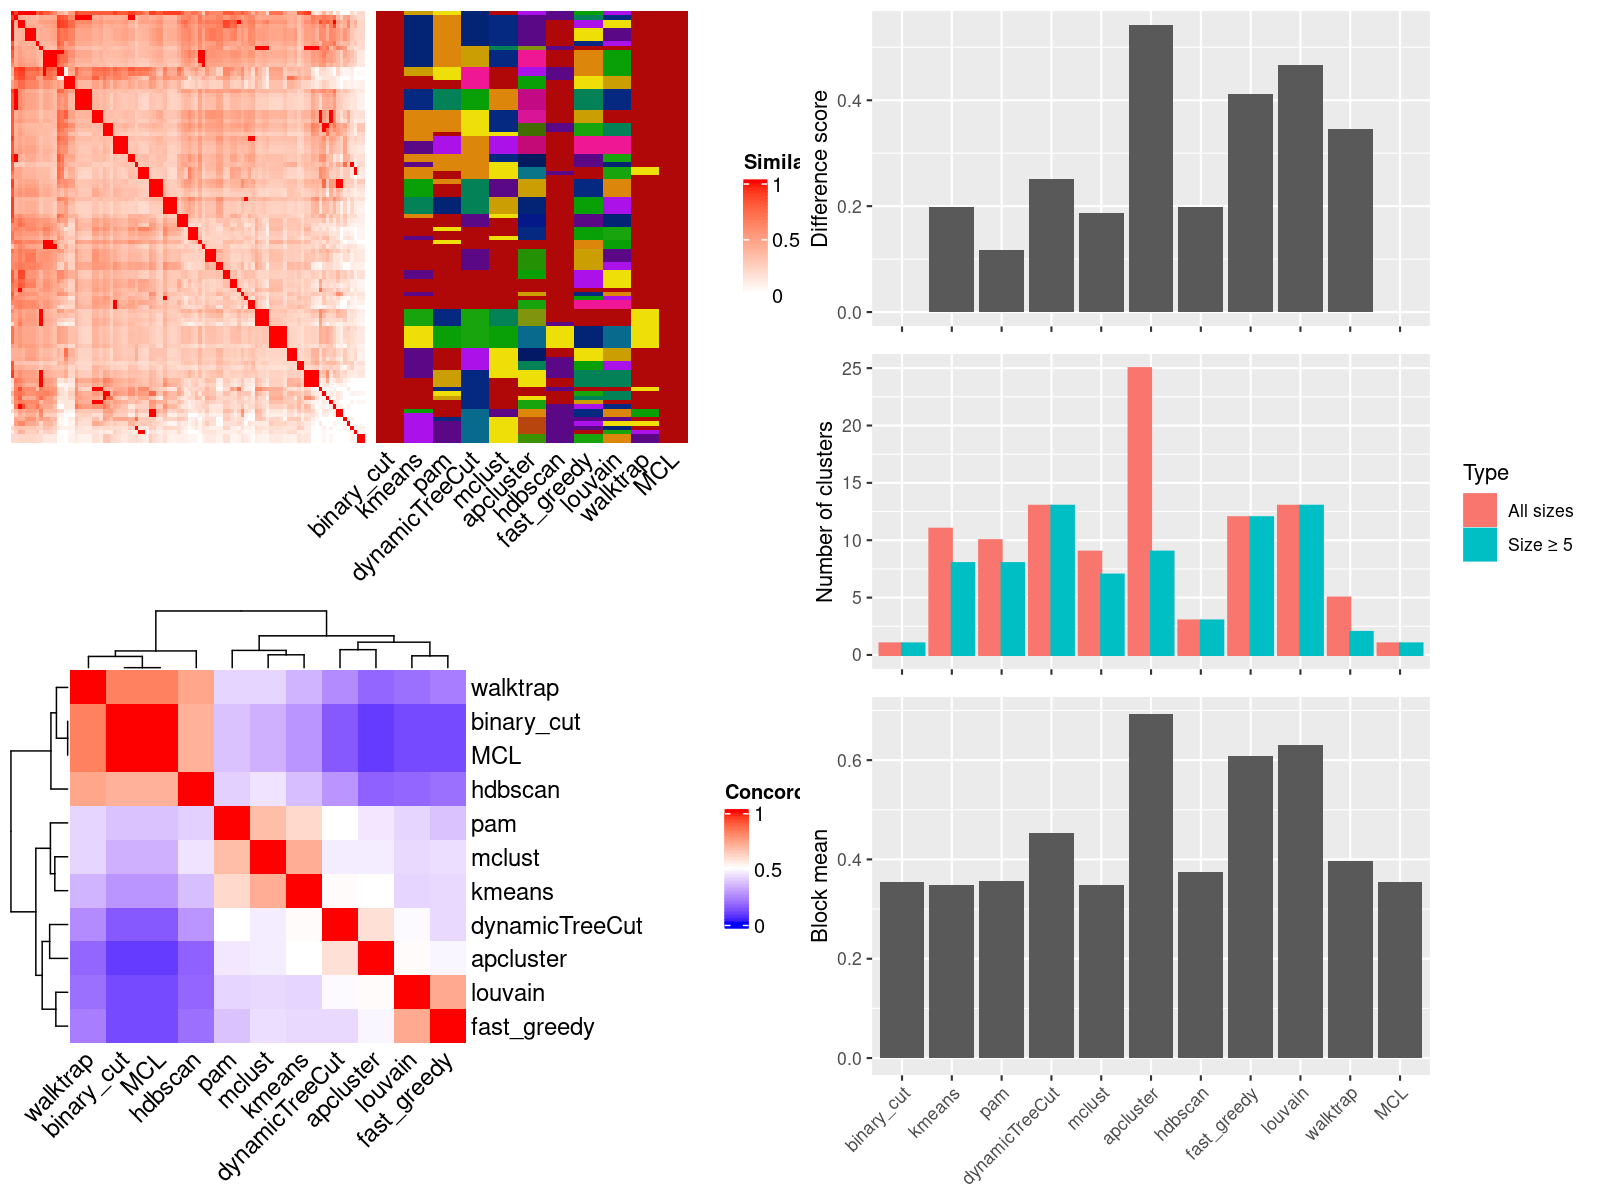 Simila
1
0.5
0
binary_cut
kmeans
pam
dynamicTreeCut
mclust
apcluster
hdbscan
fast_greedy
louvain
walktrap
MCL
walktrap
binary_cut
MCL
hdbscan
pam
mclust
kmeans
dynamicTreeCut
apcluster
louvain
fast_greedy
walktrap
binary_cut
MCL
hdbscan
pam
mclust
kmeans
dynamicTreeCut
apcluster
louvain
fast_greedy
Concord
1
0.5
0
Difference score
0.4
0.2
0.0
Number of clusters
25
20
15
10
5
0
Type
All sizes
Size ≥ 5
Block mean
0.6
0.4
0.2
0.0
binary_cut
kmeans
pam
dynamicTreeCut
mclust
apcluster
hdbscan
fast_greedy
louvain
walktrap
MCL